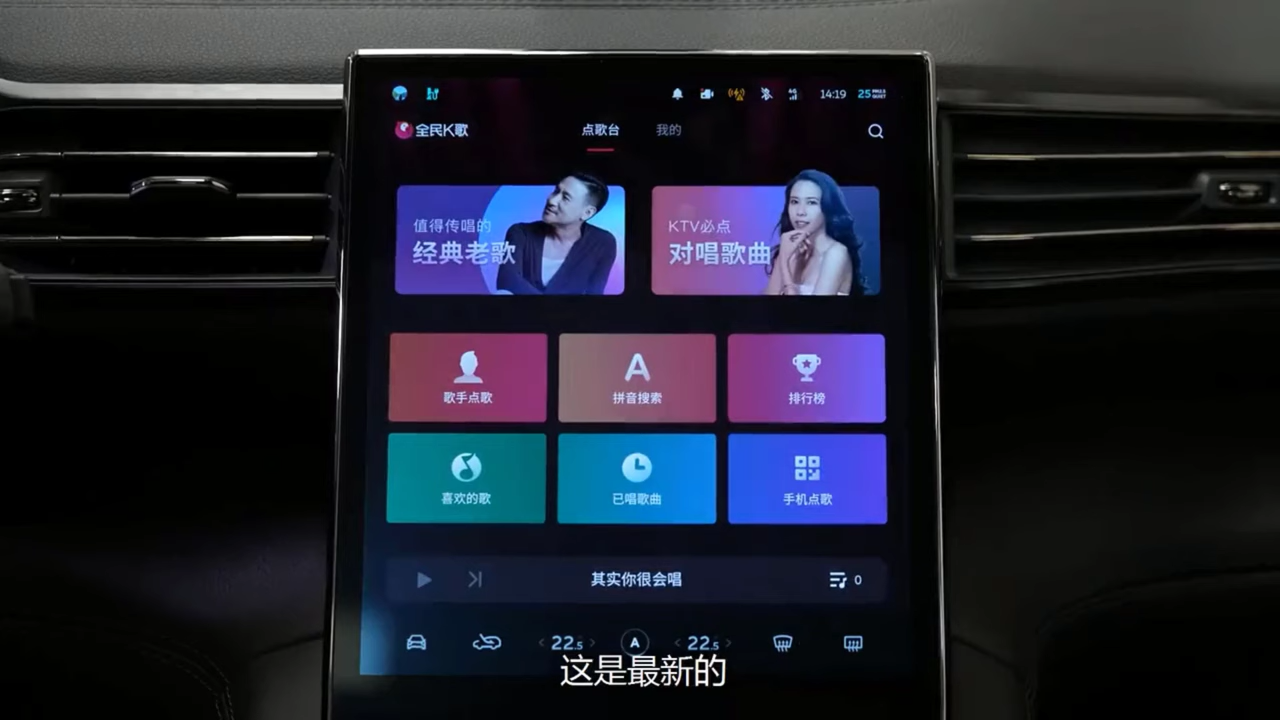 14:19
25 PM2.5
全民K歌
点歌台
我的
值得传唱的
经典老歌
KTV必点
对唱歌曲
歌手点歌
A
拼音搜索
排行榜
喜欢的歌
已唱歌曲
手机点歌
其实你很会唱
0
22.5
A
22.5
这是最新的